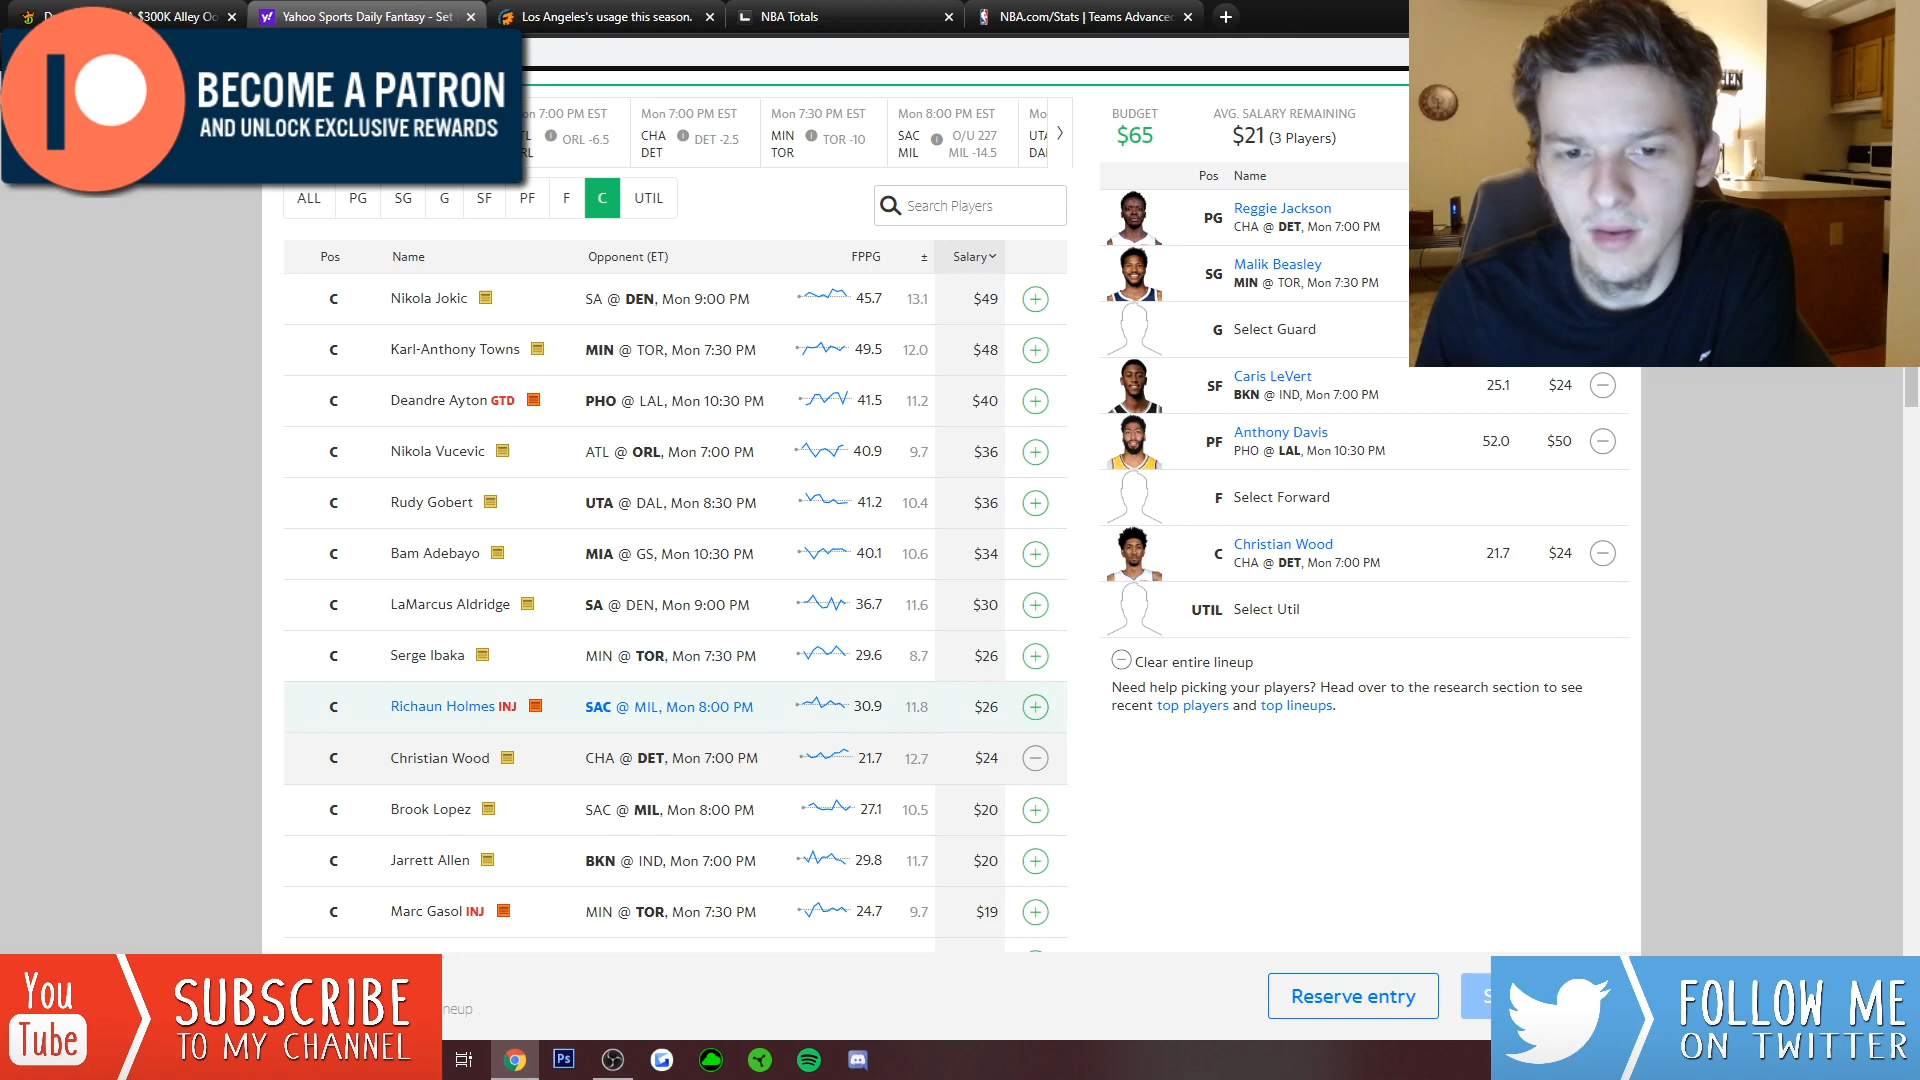 $300K Alley Oo
Yahoo Sports Daily Fantasy - Set
Los Angeles's usage this season.
NBA Totals
NBA.com/Stats | Teams Advance
BECOME A PATRON
AND UNLOCK EXCLUSIVE REWARDS
7:00 PM EST
ORL -6.5
Mon 7:00 PM EST
CHA
DET
DET -2.5
Mon 7:30 PM EST
MIN
TOR
TOR -10
Mon 8:00 PM EST
SAC
MIL
O/U 227
MIL -14.5
Mo
UTA
DAL
BUDGET
$65
AVG. SALARY REMAINING
$21 (3 Players)
ALL PG SG G SF PF F C UTIL
Search Players
Pos Name Opponent (ET) FPPG ± Salary
C Nikola Jokic SA @ DEN, Mon 9:00 PM 45.7 13.1 $49
C Karl-Anthony Towns MIN @ TOR, Mon 7:30 PM 49.5 12.0 $48
C Deandre Ayton GTD PHO @ LAL, Mon 10:30 PM 41.5 11.2 $40
C Nikola Vucevic ATL @ ORL, Mon 7:00 PM 40.9 9.7 $36
C Rudy Gobert UTA @ DAL, Mon 8:30 PM 41.2 10.4 $36
C Bam Adebayo MIA @ GS, Mon 10:30 PM 40.1 10.6 $34
C LaMarcus Aldridge SA @ DEN, Mon 9:00 PM 36.7 11.6 $30
C Serge Ibaka MIN @ TOR, Mon 7:30 PM 29.6 8.7 $26
C Richaun Holmes INJ SAC @ MIL, Mon 8:00 PM 30.9 11.8 $26
C Christian Wood CHA @ DET, Mon 7:00 PM 21.7 12.7 $24
C Brook Lopez SAC @ MIL, Mon 8:00 PM 27.1 10.5 $20
C Jarrett Allen BKN @ IND, Mon 7:00 PM 29.8 11.7 $20
C Marc Gasol INJ MIN @ TOR, Mon 7:30 PM 24.7 9.7 $19
Pos Name
PG Reggie Jackson
CHA @ DET, Mon 7:00 PM
SG Malik Beasley
MIN @ TOR, Mon 7:30 PM
G Select Guard
SF Caris LeVert 25.1 $24
BKN @ IND, Mon 7:00 PM
PF Anthony Davis 52.0 $50
PHO @ LAL, Mon 10:30 PM
F Select Forward
C Christian Wood 21.7 $24
CHA @ DET, Mon 7:00 PM
UTIL Select Util
Clear entire lineup
Need help picking your players? Head over to the research section to see
recent top players and top lineups.
Reserve entry
neup
You
Tube
SUBSCRIBE
TO MY CHANNEL
Ps
FOLLOW ME
ON TWITTER